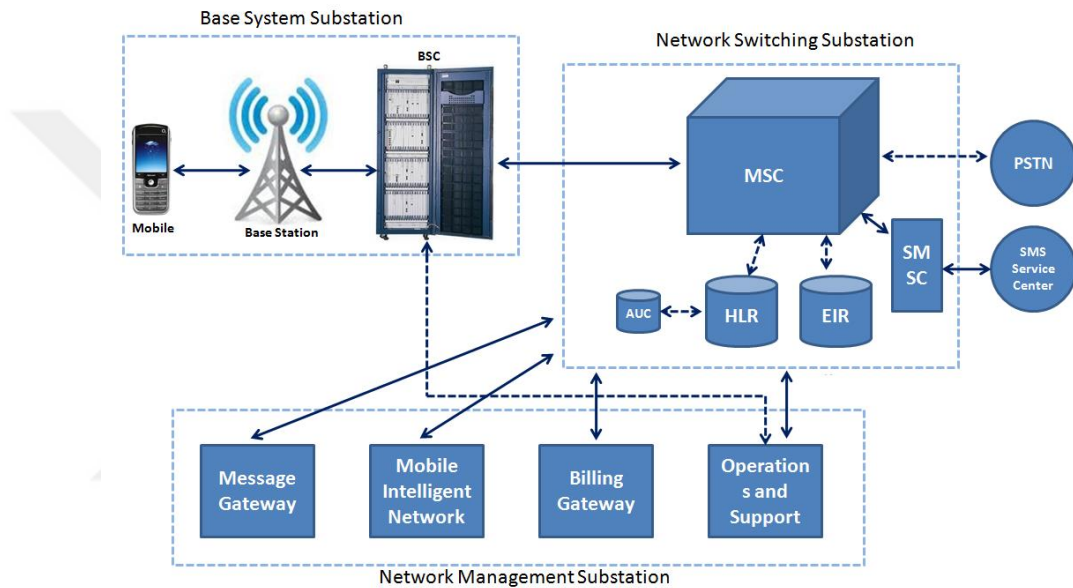 Base System Substation
BSC
Mobile
Base Station
Network Switching Substation
MSC
PSTN
SM
SC
SMS
Service
Center
AUC
HLR
EIR
Message
Gateway
Mobile
Intelligent
Network
Billing
Gateway
Operation
s and
Support
Network Management Substation